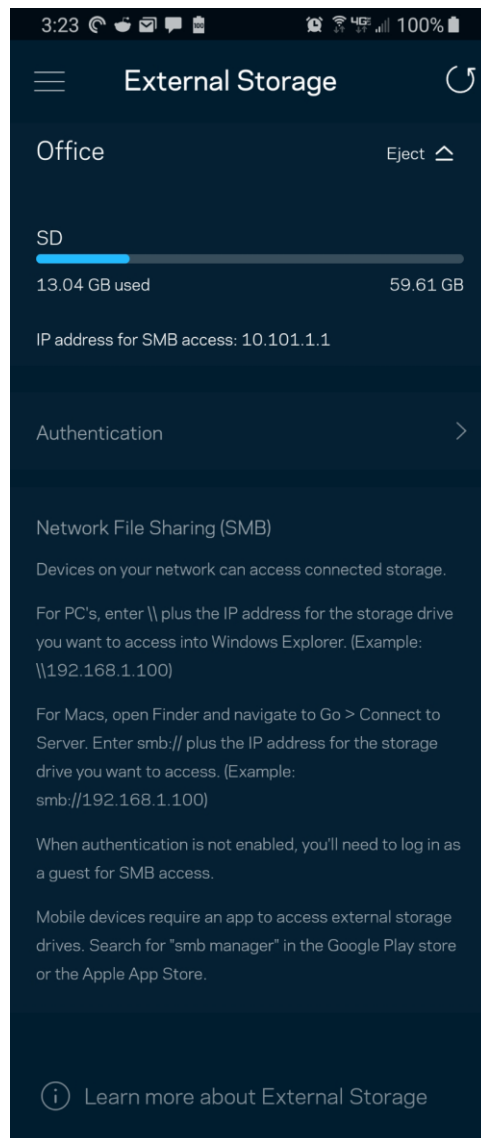 3:23 100%
External Storage
Office Eject
SD
13.04 GB used 59.61 GB
IP address for SMB access: 10.101.1.1
Authentication
Network File Sharing (SMB)
Devices on your network can access connected storage.
For PC's, enter \\ plus the IP address for the storage drive
you want to access into Windows Explorer. (Example:
\\192.168.1.100)
For Macs, open Finder and navigate to Go > Connect to
Server. Enter smb:// plus the IP address for the storage
drive you want to access. (Example:
smb://192.168.1.100)
When authentication is not enabled, you'll need to log in as
a guest for SMB access.
Mobile devices require an app to access external storage
drives. Search for "smb manager" in the Google Play store
or the Apple App Store.
Learn more about External Storage